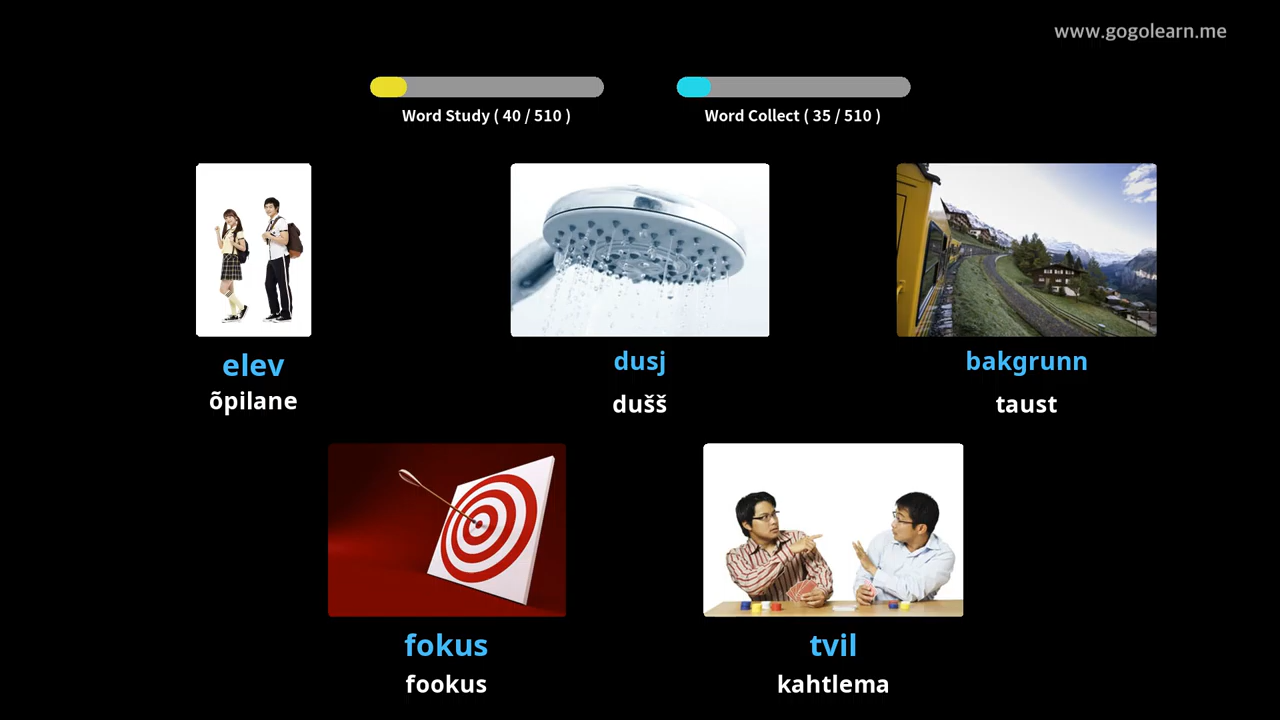 www.gogolearn.me
Word Study ( 40 / 510 )
Word Collect ( 35 / 510 )
elev
õpilane
dusj
dušš
bakgrunn
taust
fokus
fookus
tvil
kahtlema